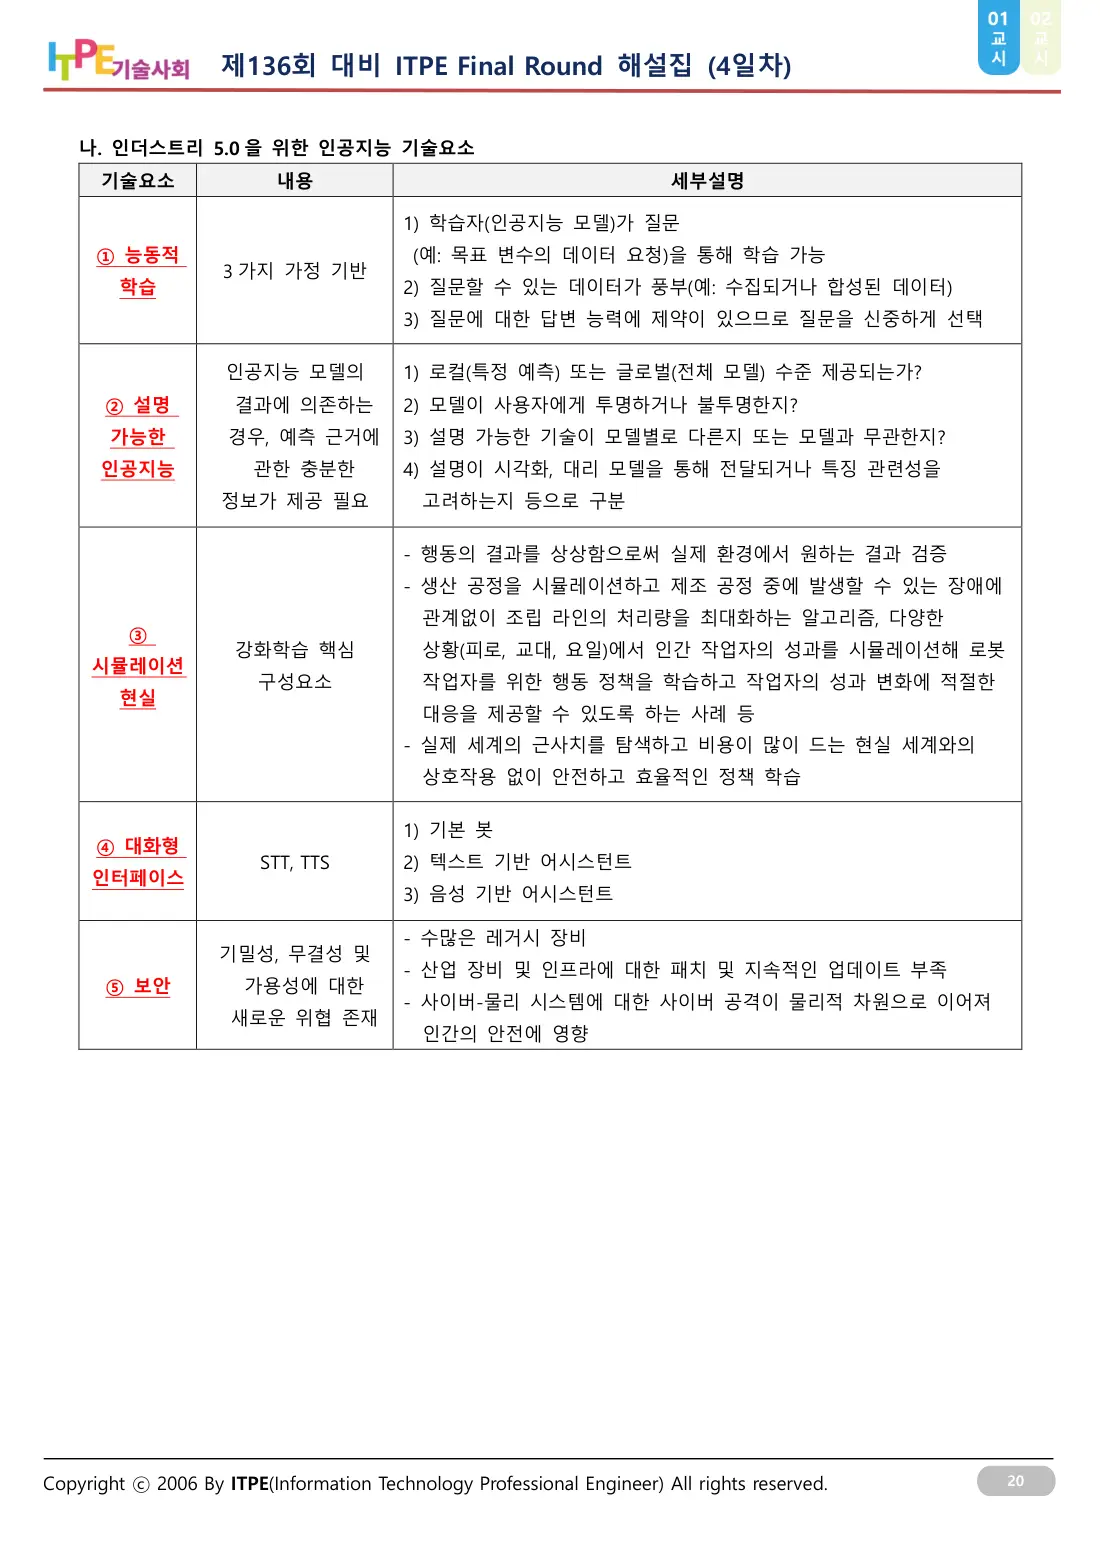 ITPE기술사회 제136회 대비 ITPE Final Round 해설집 (4일차)
01 교 시
02 교 시
나. 인더스트리 5.0을 위한 인공지능 기술요소
기술요소 내용 세부설명
① 능동적
학습
3가지 가정 기반
1) 학습자(인공지능 모델)가 질문
(예: 목표 변수의 데이터 요청)을 통해 학습 가능
2) 질문할 수 있는 데이터가 풍부(예: 수집되거나 합성된 데이터)
3) 질문에 대한 답변 능력에 제약이 있으므로 질문을 신중하게 선택
② 설명
가능한
인공지능
인공지능 모델의
결과에 의존하는
경우, 예측 근거에
관한 충분한
정보가 제공 필요
1) 로컬(특정 예측) 또는 글로벌(전체 모델) 수준 제공되는가?
2) 모델이 사용자에게 투명하거나 불투명한지?
3) 설명 가능한 기술이 모델별로 다른지 또는 모델과 무관한지?
4) 설명이 시각화, 대리 모델을 통해 전달되거나 특징 관련성을
고려하는지 등으로 구분
③
시뮬레이션
현실
강화학습 핵심
구성요소
- 행동의 결과를 상상함으로써 실제 환경에서 원하는 결과 검증
- 생산 공정을 시뮬레이션하고 제조 공정 중에 발생할 수 있는 장애에
관계없이 조립 라인의 처리량을 최대화하는 알고리즘, 다양한
상황(피로, 교대, 요일)에서 인간 작업자의 성과를 시뮬레이션해 로봇
작업자를 위한 행동 정책을 학습하고 작업자의 성과 변화에 적절한
대응을 제공할 수 있도록 하는 사례 등
- 실제 세계의 근사치를 탐색하고 비용이 많이 드는 현실 세계와의
상호작용 없이 안전하고 효율적인 정책 학습
④ 대화형
인터페이스
STT, TTS
1) 기본 봇
2) 텍스트 기반 어시스턴트
3) 음성 기반 어시스턴트
⑤ 보안
기밀성, 무결성 및
가용성에 대한
새로운 위협 존재
- 수많은 레거시 장비
- 산업 장비 및 인프라에 대한 패치 및 지속적인 업데이트 부족
- 사이버-물리 시스템에 대한 사이버 공격이 물리적 차원으로 이어져
인간의 안전에 영향
Copyright ⓒ 2006 By ITPE(Information Technology Professional Engineer) All rights reserved.
20